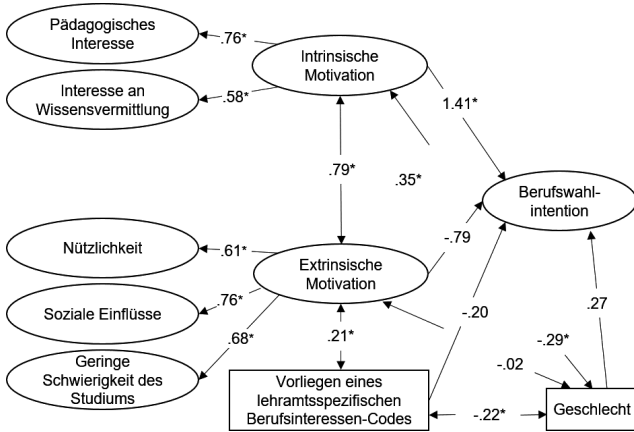 Pädagogisches
Interesse
.76*
Intrinsische
Motivation
Interesse an
Wissensvermittlung
.58*
1.41*
.79*
.35*
Berufswahl-
intention
Nützlichkeit
.61*
Extrinsische
Motivation
-.79
Soziale Einflüsse
.76*
.68*
-.20
.27
Geringe
Schwierigkeit des
Studiums
.21*
-.29*
-.02
Vorliegen eines
lehramtsspezifischen
Berufsinteressen-Codes
-.22*
Geschlecht